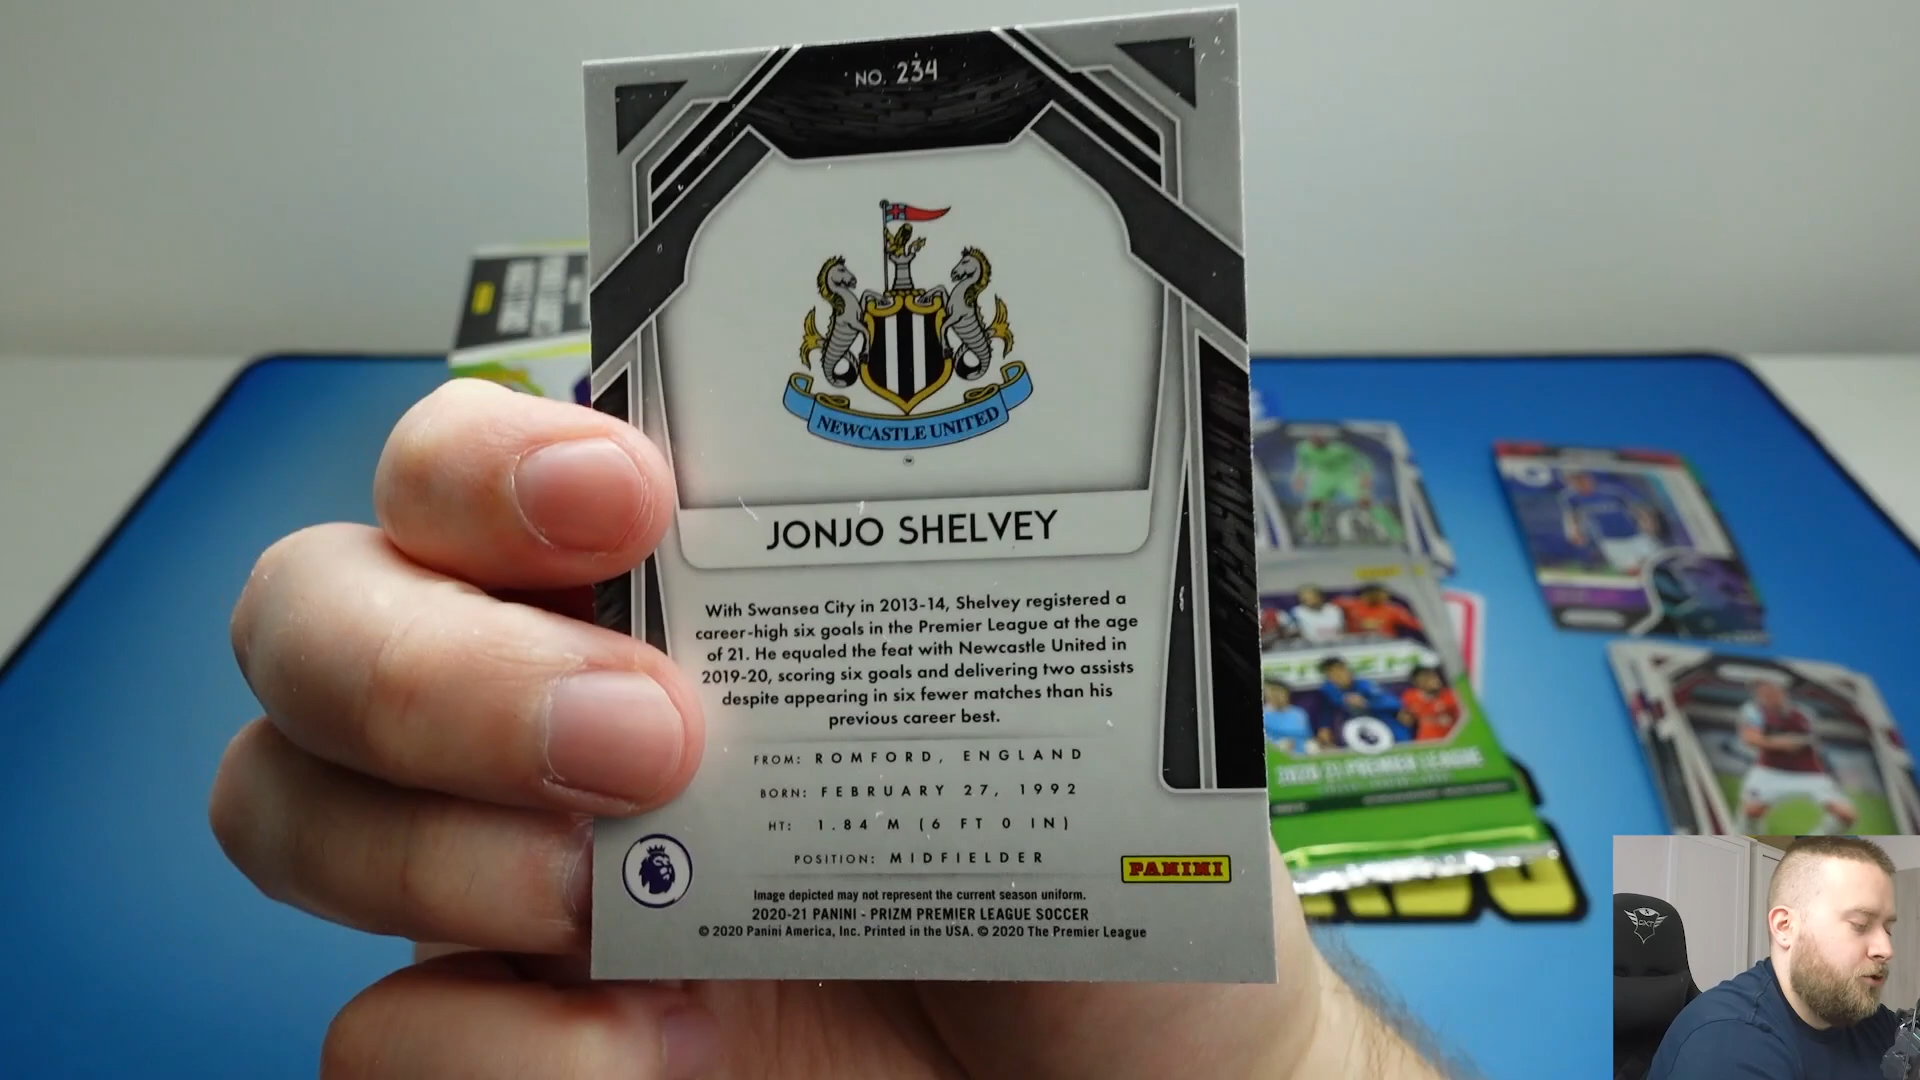 NO. 234
NEWCASTLE UNITED
JONJO SHELVEY
With Swansea City in 2013-14, Shelvey registered a
career-high six goals in the Premier League at the age
of 21. He equaled the feat with Newcastle United in
2019-20, scoring six goals and delivering two assists
despite appearing in six fewer matches than his
previous career best.
FROM: ROMFORD, ENGLAND
BORN: FEBRUARY 27, 1992
HT: 1.84 M (6 FT 0 IN)
POSITION: MIDFIELDER
PANINI
Image depicted may not represent the current season uniform.
2020-21 PANINI - PRIZM PREMIER LEAGUE SOCCER
© 2020 Panini America, Inc. Printed in the USA. © 2020 The Premier League
PRIZM
2020-21 PREMIER LEAGUE